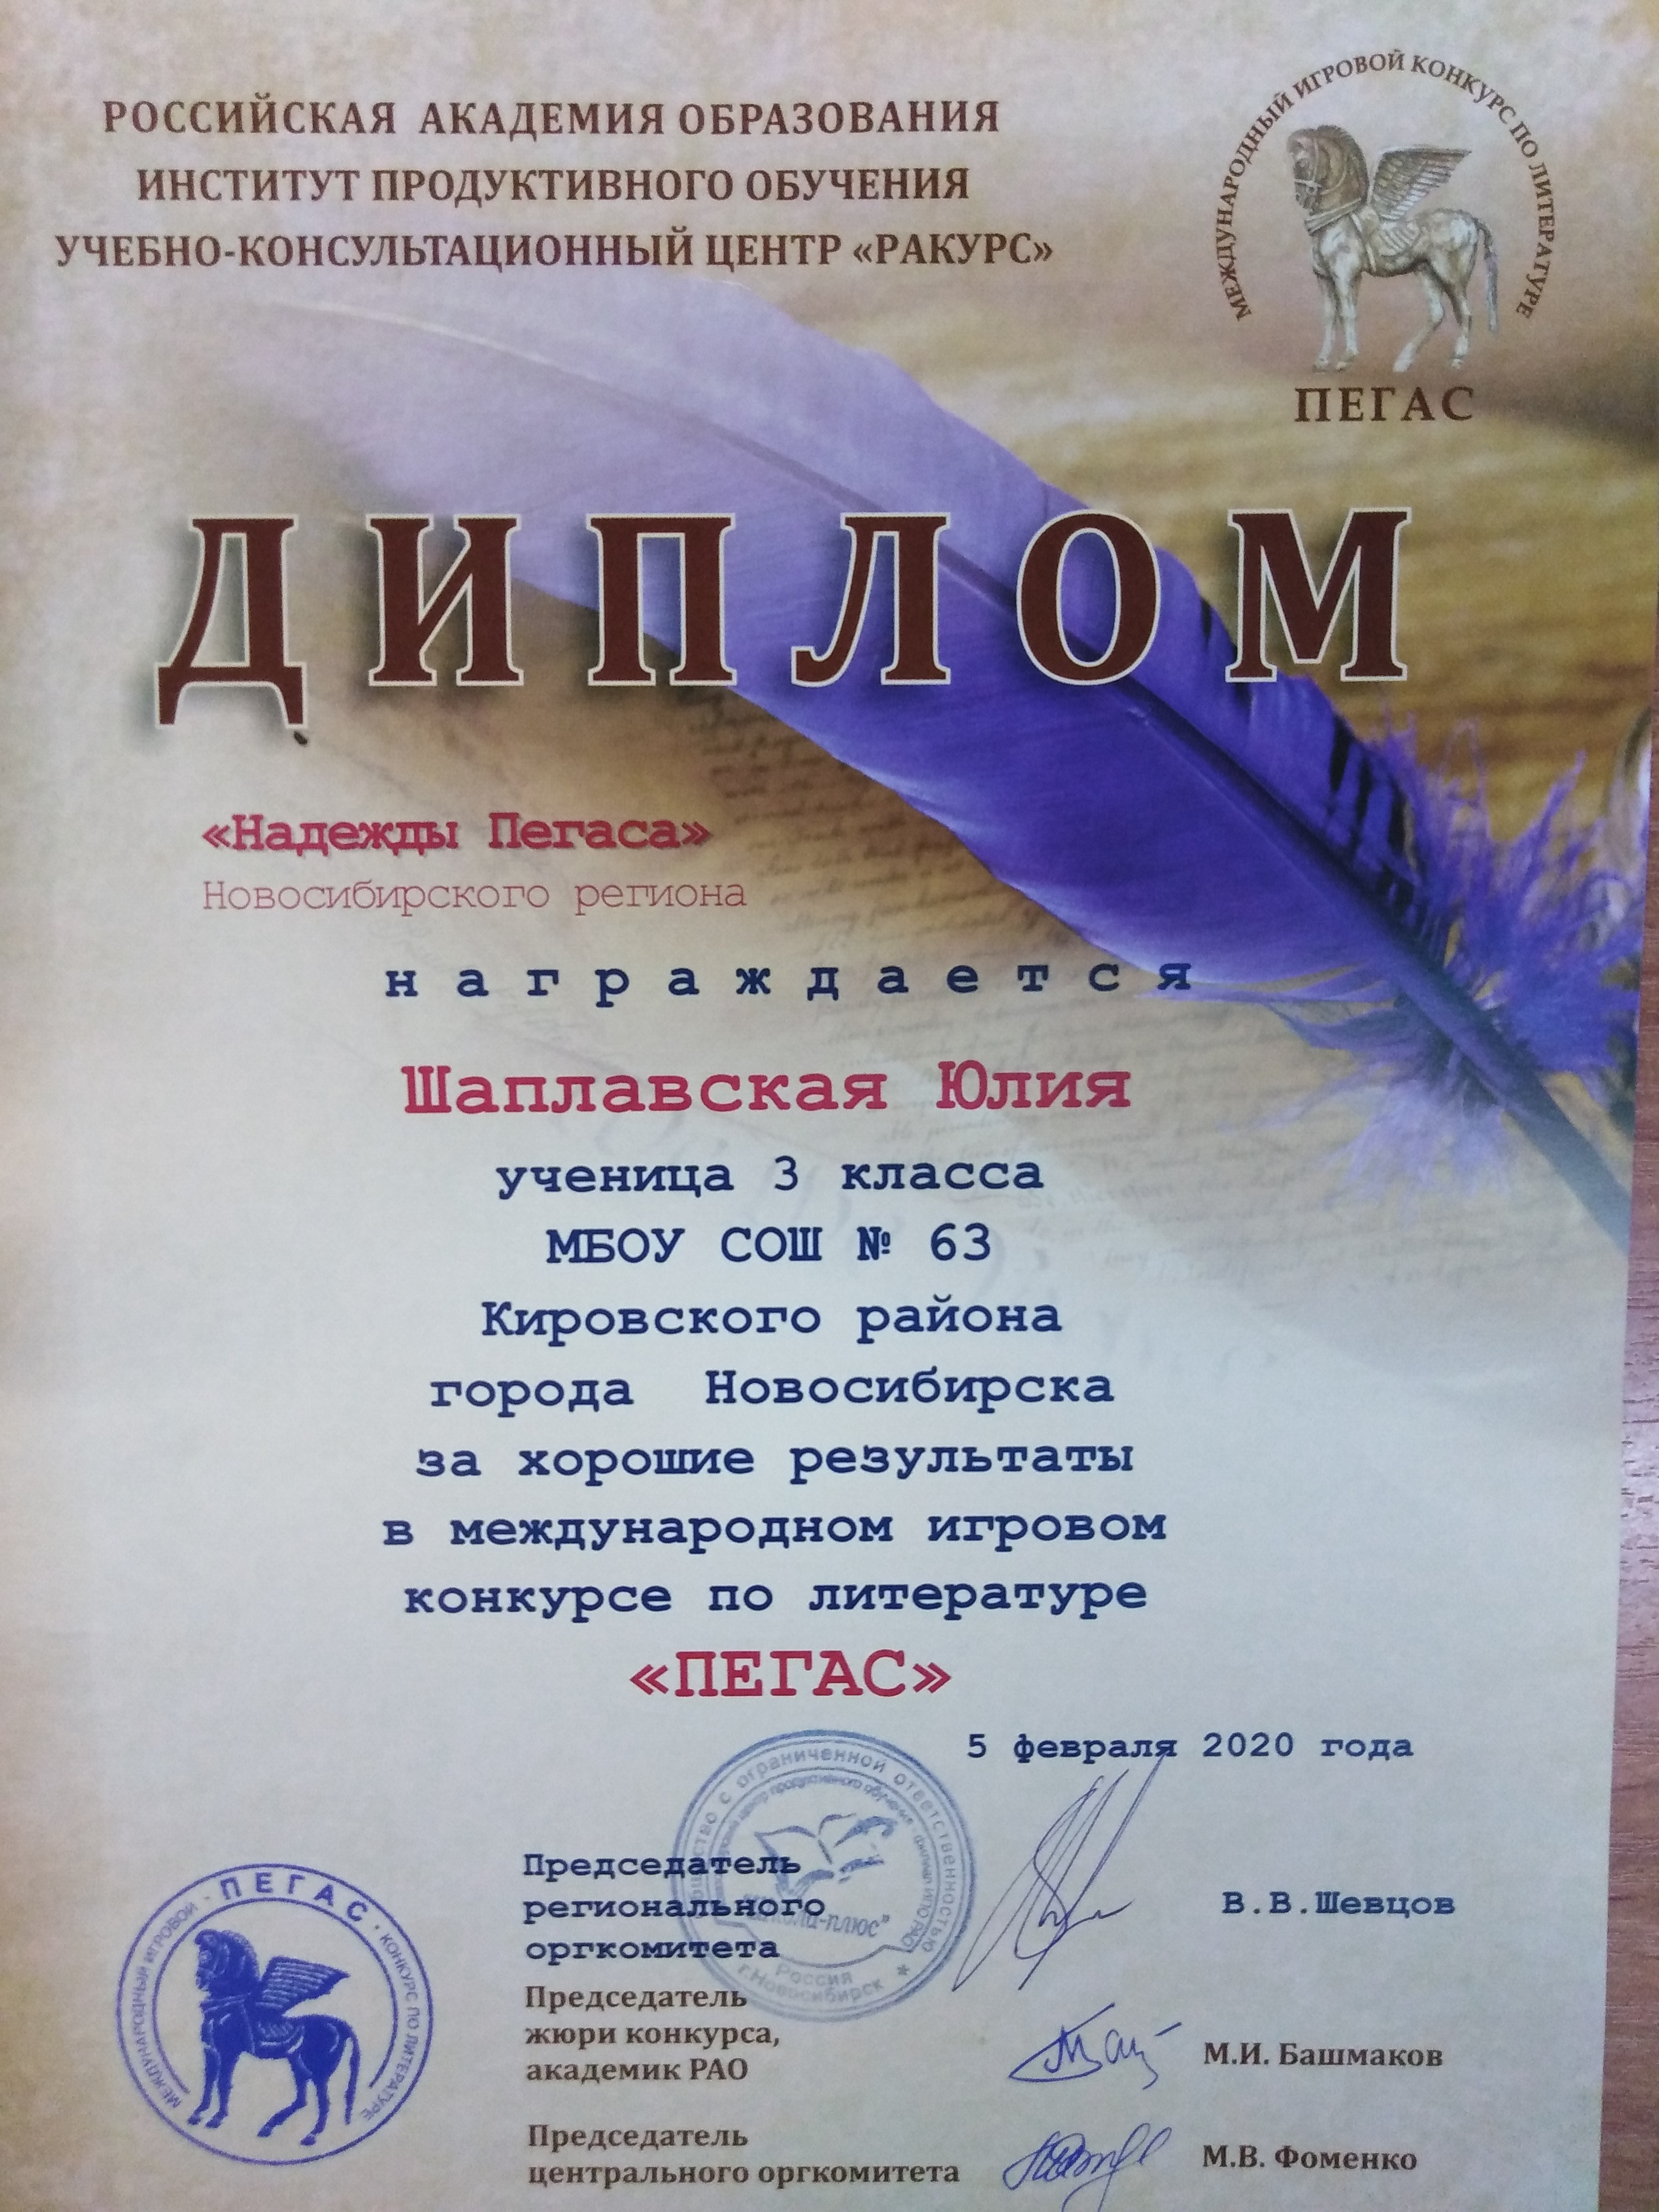 РОССИЙСКАЯ АКАДЕМИЯ ОБРАЗОВАНИЯ
ИНСТИТУТ ПРОДУКТИВНОГО ОБУЧЕНИЯ
УЧЕБНО-КОНСУЛЬТАЦИОННЫЙ ЦЕНТР «РАКУРС»
МЕЖДУНАРОДНЫЙ ИГРОВОЙ КОНКУРС ПО ЛИТЕРАТУРЕ
ПЕГАС
ДИПЛОМ
«Надежды Пегаса»
Новосибирского региона
награждается
Шаплавская Юлия
ученица 3 класса
МБОУ СОШ № 63
Кировского района
города Новосибирска
за хорошие результаты
в международном игровом
конкурсе по литературе
«ПЕГАС»
5 февраля 2020 года
Председатель
регионального
оргкомитета
В.В.Шевцов
Председатель
жюри конкурса,
академик РАО
М.И. Башмаков
Председатель
центрального оргкомитета
М.В. Фоменко
МЕЖДУНАРОДНЫЙ ИГРОВОЙ · ПЕГАС · КОНКУРС ПО ЛИТЕРАТУРЕ
с ограниченной ответственностью
Россия
г.Новосибирск